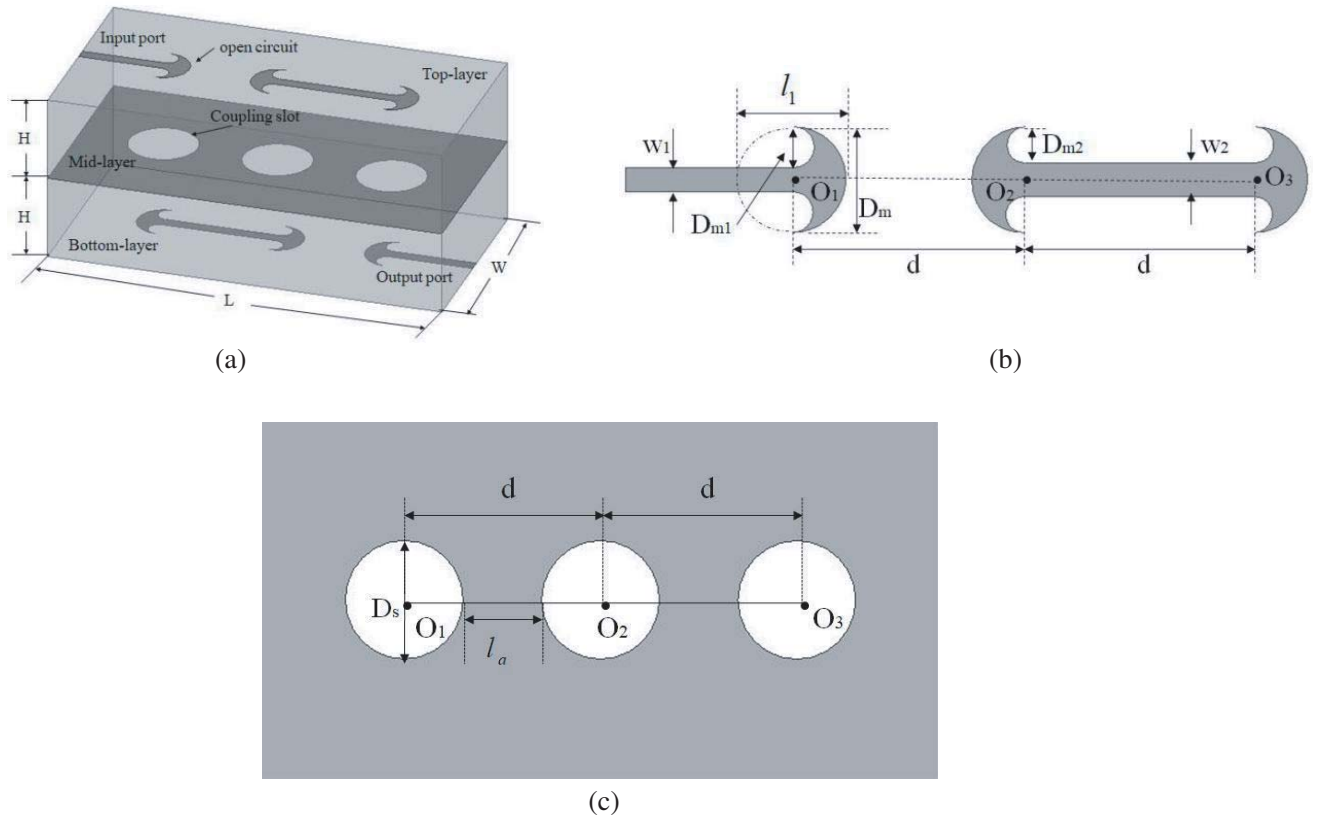 Input port
open circuit
Top-layer
H
Coupling slot
Mid-layer
H
Bottom-layer
Output port
W
L
(a)
l1
W1
Dm1
O1
Dm
Dm2
W2
O2
O3
d
d
(b)
d
d
Ds
O1
O2
O3
la
(c)